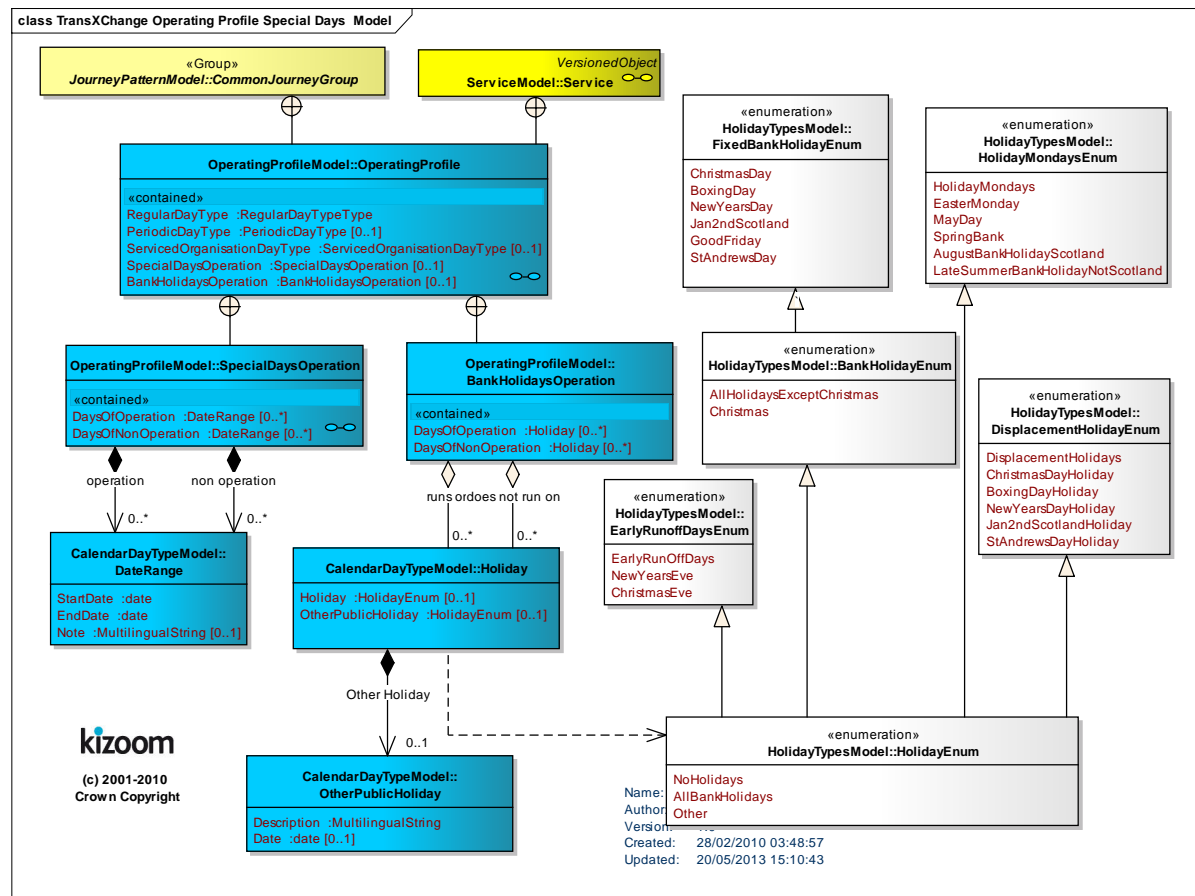 class TransXChange Operating Profile Special Days Model
«Group»
JourneyPatternModel::CommonJourneyGroup
VersionedObject
ServiceModel::Service
OperatingProfileModel::OperatingProfile
«contained»
RegularDayType :RegularDayTypeType
PeriodicDayType :PeriodicDayType [0..1]
ServicedOrganisationDayType :ServicedOrganisationDayType [0..1]
SpecialDaysOperation :SpecialDaysOperation [0..1]
BankHolidaysOperation :BankHolidaysOperation [0..1]
«enumeration»
HolidayTypesModel::
FixedBankHolidayEnum
ChristmasDay
BoxingDay
NewYearsDay
Jan2ndScotland
GoodFriday
StAndrewsDay
«enumeration»
HolidayTypesModel::
HolidayMondaysEnum
HolidayMondays
EasterMonday
MayDay
SpringBank
AugustBankHolidayScotland
LateSummerBankHolidayNotScotland
OperatingProfileModel::SpecialDaysOperation
«contained»
DaysOfOperation :DateRange [0..*]
DaysOfNonOperation :DateRange [0..*]
OperatingProfileModel::
BankHolidaysOperation
«contained»
DaysOfOperation :Holiday [0..*]
DaysOfNonOperation :Holiday [0..*]
«enumeration»
HolidayTypesModel::BankHolidayEnum
AllHolidaysExceptChristmas
Christmas
«enumeration»
HolidayTypesModel::
DisplacementHolidayEnum
DisplacementHolidays
ChristmasDayHoliday
BoxingDayHoliday
NewYearsDayHoliday
Jan2ndScotlandHoliday
StAndrewsDayHoliday
operation
non operation
0..*
0..*
runs or does not run on
0..*
0..*
«enumeration»
HolidayTypesModel::
EarlyRunoffDaysEnum
EarlyRunOffDays
NewYearsEve
ChristmasEve
CalendarDayTypeModel::
DateRange
StartDate :date
EndDate :date
Note :MultilingualString [0..1]
CalendarDayTypeModel::Holiday
Holiday :HolidayEnum [0..1]
OtherPublicHoliday :HolidayEnum [0..1]
Other Holiday
0..1
kizoom
(c) 2001-2010
Crown Copyright
CalendarDayTypeModel::
OtherPublicHoliday
Description :MultilingualString
Date :date [0..1]
«enumeration»
HolidayTypesModel::HolidayEnum
NoHolidays
AllBankHolidays
Other
Name:
Author:
Version:
Created: 28/02/2010 03:48:57
Updated: 20/05/2013 15:10:43